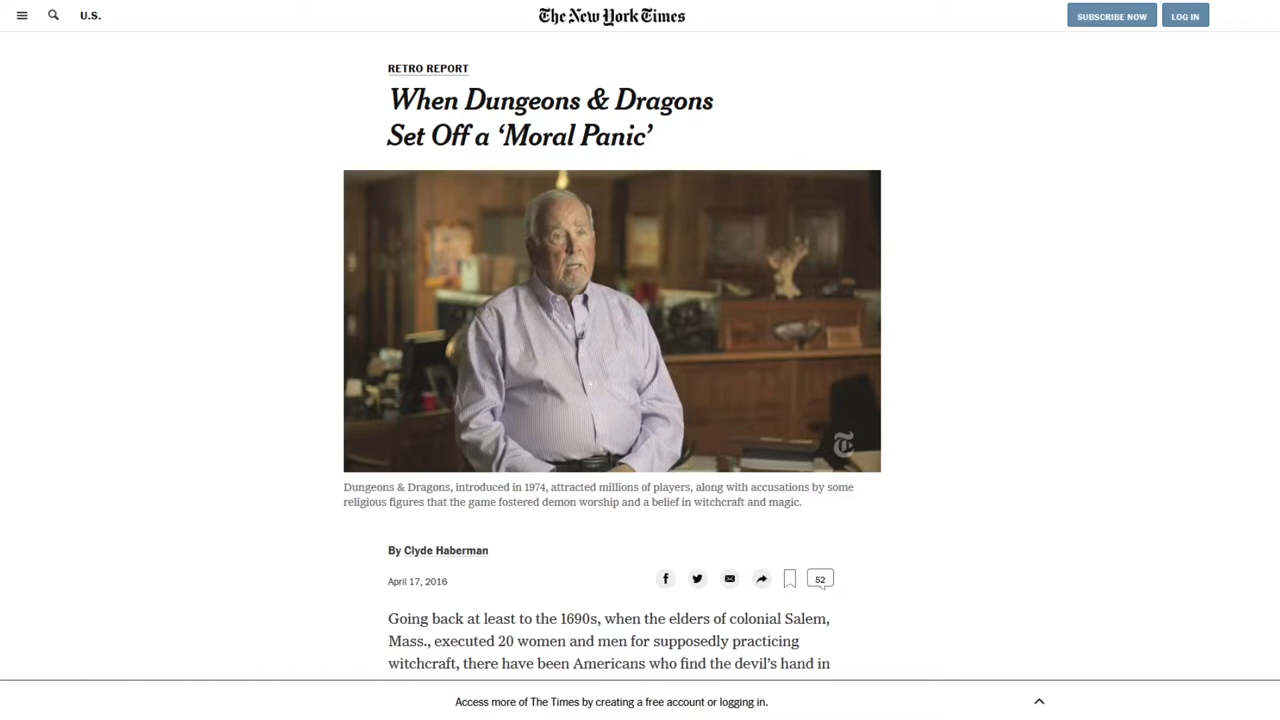 U.S.
The New York Times
SUBSCRIBE NOW
LOG IN
RETRO REPORT
When Dungeons & Dragons
Set Off a ‘Moral Panic’
T
Dungeons & Dragons, introduced in 1974, attracted millions of players, along with accusations by some
religious figures that the game fostered demon worship and a belief in witchcraft and magic.
By Clyde Haberman
April 17, 2016
52
Going back at least to the 1690s, when the elders of colonial Salem,
Mass., executed 20 women and men for supposedly practicing
witchcraft, there have been Americans who find the devil’s hand in
Access more of The Times by creating a free account or logging in.